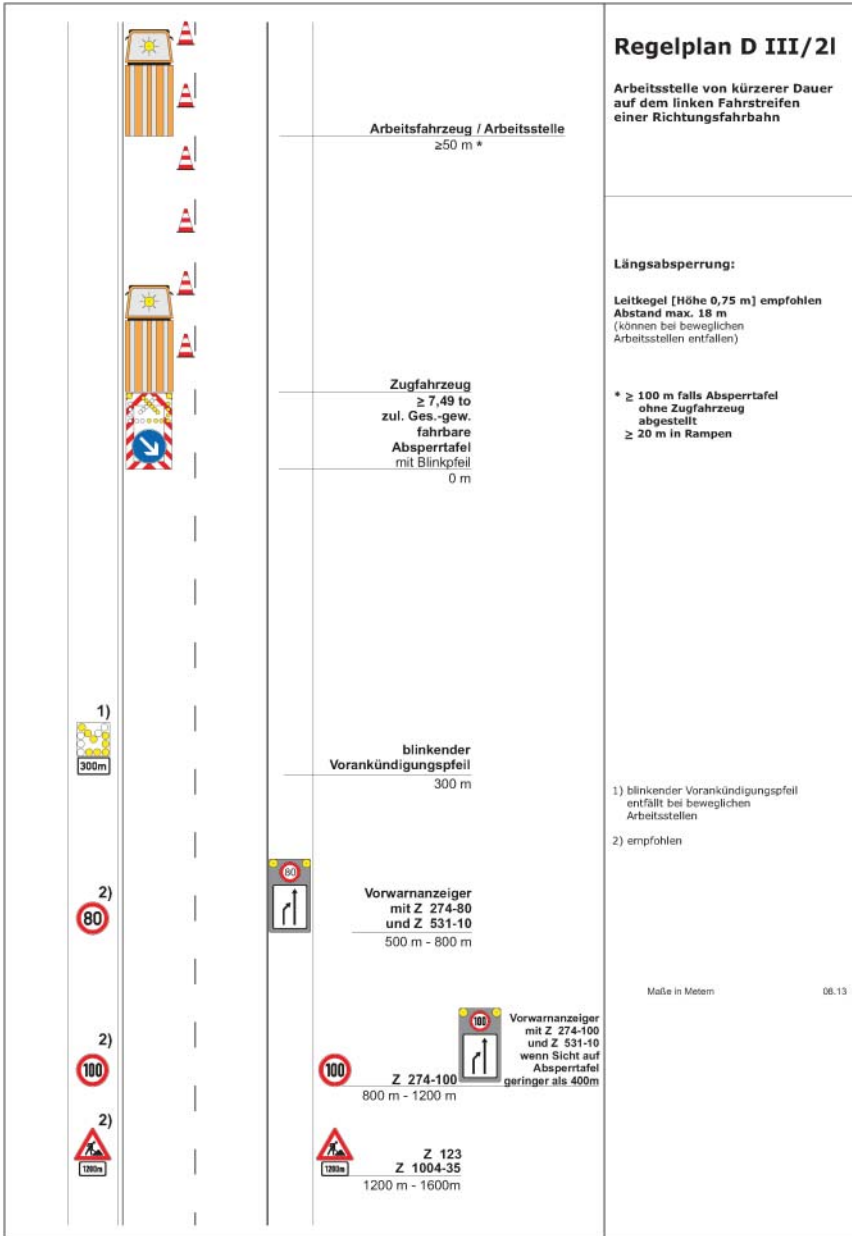 Regelplan D III/2l
Arbeitsstelle von kürzerer Dauer
auf dem linken Fahrstreifen
einer Richtungsfahrbahn
Arbeitsfahrzeug / Arbeitsstelle
≥50 m *
Längsabsperrung:
Leitkegel [Höhe 0,75 m] empfohlen
Abstand max. 18 m
(können bei beweglichen
Arbeitsstellen entfallen)
* ≥ 100 m falls Absperrtafel
ohne Zugfahrzeug
abgestellt
≥ 20 m in Rampen
Zugfahrzeug
≥ 7,49 to
zul. Ges.-gew.
fahrbare
Absperrtafel
mit Blinkpfeil
0 m
1)
300m
blinkender
Vorankündigungspfeil
300 m
1) blinkender Vorankündigungspfeil
entfällt bei beweglichen
Arbeitsstellen
2) empfohlen
2)
80
80
Vorwarnanzeiger
mit Z 274-80
und Z 531-10
500 m - 800 m
Maße in Metern 08.13
2)
100
100
Z 274-100
800 m - 1200 m
100
Vorwarnanzeiger
mit Z 274-100
und Z 531-10
wenn Sicht auf
Absperrtafel
geringer als 400m
2)
1200m
1200m
Z 123
Z 1004-35
1200 m - 1600m